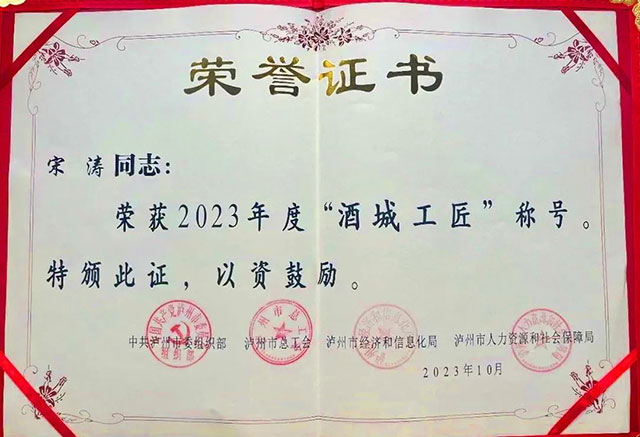 荣誉证书
宋涛同志：
荣获2023年度“酒城工匠”称号。
特颁此证，以资鼓励。
中共泸州市委组织部 泸州市总工会 泸州市经济和信息化局 泸州市人力资源和社会保障局
2023年10月